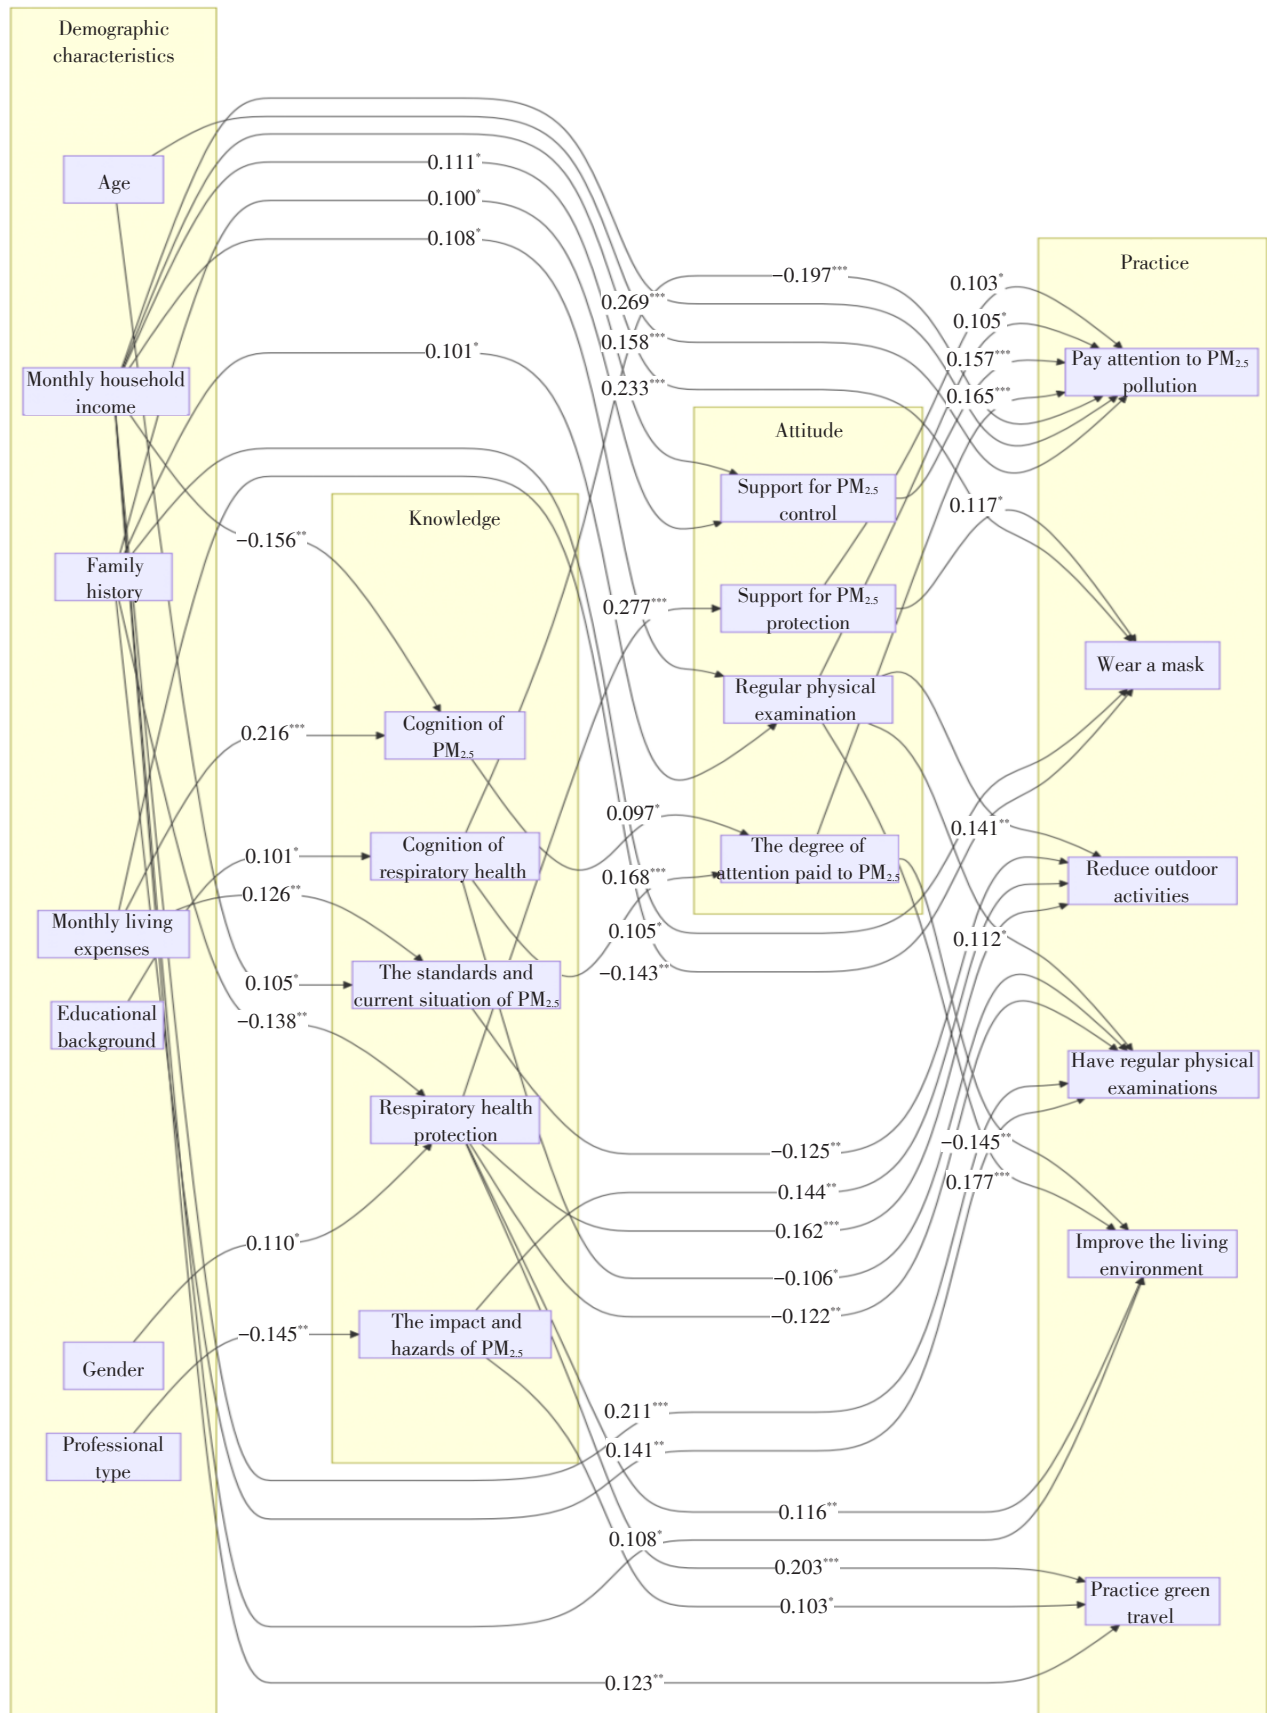 Demographic
characteristics
Age
Monthly household
income
Family
history
Monthly living
expenses
Educational
background
Gender
Professional
type
Knowledge
Cognition of
PM2.5
Cognition of
respiratory health
The standards and
current situation of PM2.5
Respiratory health
protection
The impact and
hazards of PM2.5
Attitude
Support for PM2.5
control
Support for PM2.5
protection
Regular physical
examination
The degree of
attention paid to PM2.5
Practice
Pay attention to PM2.5
pollution
Wear a mask
Reduce outdoor
activities
Have regular physical
examinations
Improve the living
environment
Practice green
travel
0.111*
0.100*
0.108*
0.101*
−0.156**
0.216***
0.101*
0.126**
0.105*
−0.138**
0.110*
−0.145**
0.269***
0.158***
0.233***
0.277***
0.097*
0.168***
0.105*
−0.143**
0.211***
0.141**
0.108*
0.123**
−0.197***
−0.125**
0.144**
0.162***
−0.106*
−0.122**
0.116**
0.203***
0.103*
0.103*
0.105*
0.157***
0.165***
0.117*
0.141**
0.112*
−0.145**
0.177***